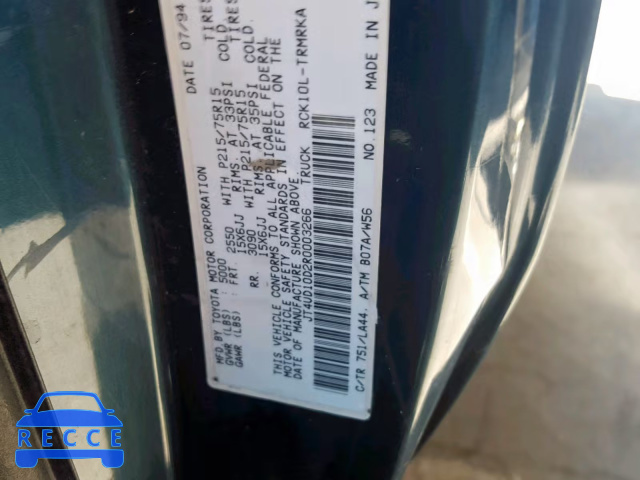 MFD BY TOYOTA MOTOR CORPORATION DATE 07/94
GVWR (LBS) : 5000
GAWR (LBS) : FRT. 2550 WITH P215/75R15 TIRES
15X6JJ RIMS. AT 33PSI COLD.
RR. 3090 WITH P215/75R15 TIRES
15X6JJ RIMS. AT 35PSI COLD.
THIS VEHICLE CONFORMS TO ALL APPLICABLE FEDERAL
MOTOR VEHICLE SAFETY STANDARDS IN EFFECT ON THE
DATE OF MANUFACTURE SHOWN ABOVE.
JT4UD10D2R0003266 TRUCK RCK10L-TRMRKA
C/TR 751/LA44, A/TM B07A/W56
NO.123 MADE IN J
RECCE